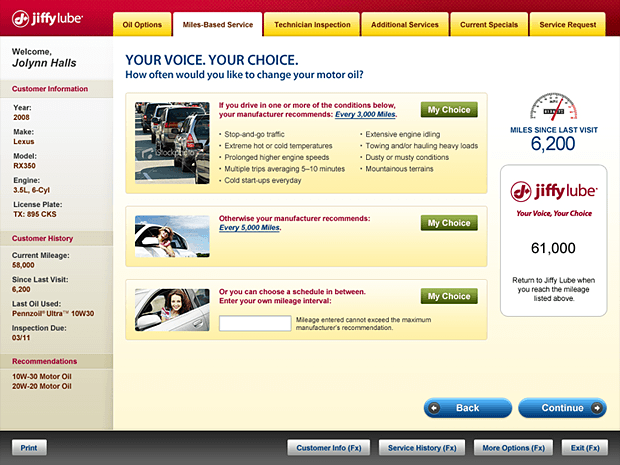 jiffylube
Oil Options
Miles-Based Service
Technician Inspection
Additional Services
Current Specials
Service Request
Welcome,
Jolynn Halls
Customer Information
Year:
2008
Make:
Lexus
Model:
RX350
Engine:
3.5L, 6-Cyl
License Plate:
TX: 895 CKS
Customer History
Current Mileage:
58,000
Since Last Visit:
6,200
Last Oil Used:
Pennzoil® Ultra™ 10W30
Inspection Due:
03/11
Recommendations
10W-30 Motor Oil
20W-20 Motor Oil
YOUR VOICE. YOUR CHOICE.
How often would you like to change your motor oil?
If you drive in one or more of the conditions below,
your manufacturer recommends: Every 3,000 Miles.
My Choice
• Stop-and-go traffic
• Extreme hot or cold temperatures
• Prolonged higher engine speeds
• Multiple trips averaging 5–10 minutes
• Cold start-ups everyday
• Extensive engine idling
• Towing and/or hauling heavy loads
• Dusty or musty conditions
• Mountainous terrains
Otherwise your manufacturer recommends:
Every 5,000 Miles.
My Choice
Or you can choose a schedule in between.
Enter your own mileage interval:
My Choice
Mileage entered cannot exceed the maximum
manufacturer's recommendation.
MILES SINCE LAST VISIT
6,200
jiffylube
Your Voice, Your Choice
61,000
Return to Jiffy Lube when
you reach the mileage
listed above.
Back
Continue
Print
Customer Info (Fx)
Service History (Fx)
More Options (Fx)
Exit (Fx)